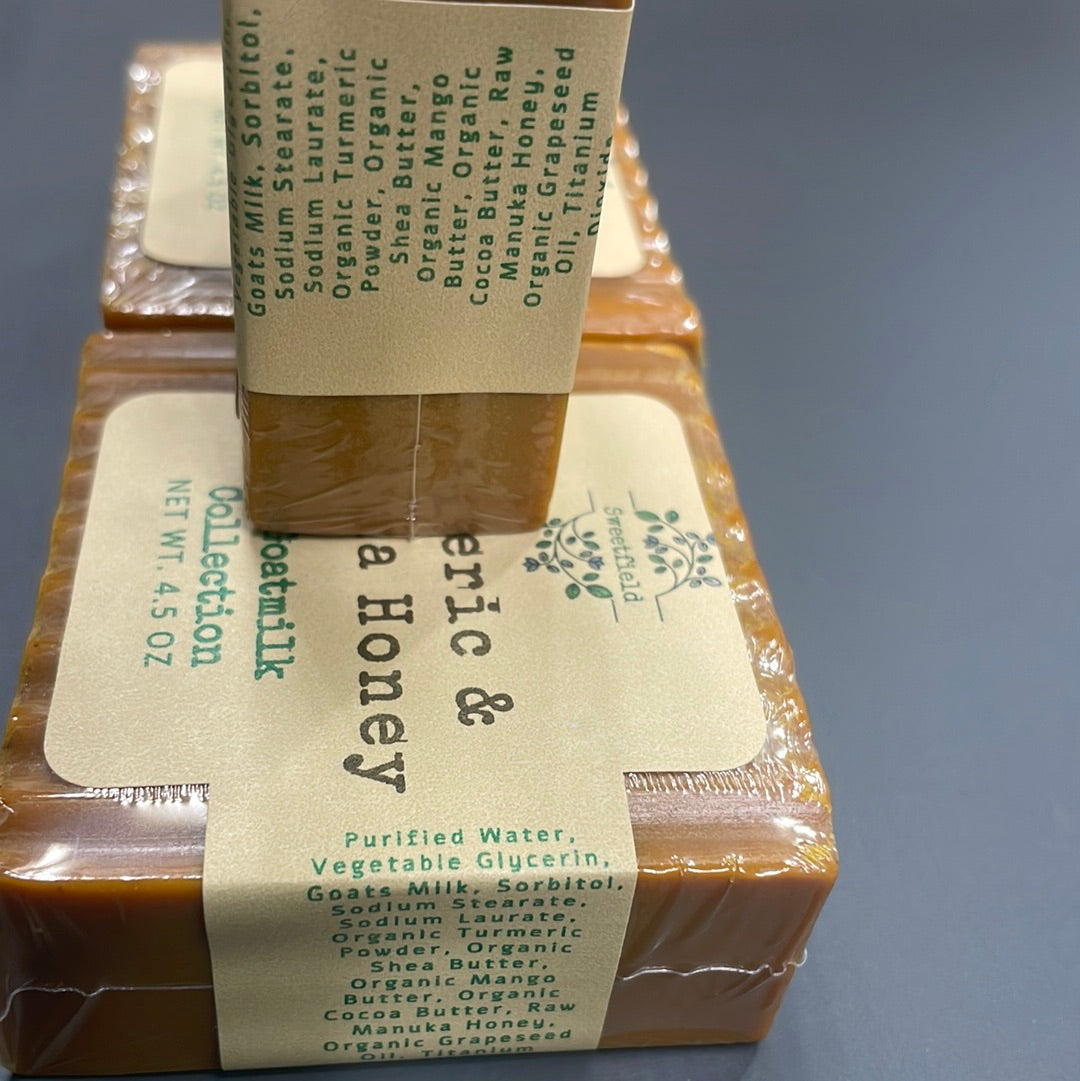 Goats Milk, Sorbitol,
Sodium Stearate,
Sodium Laurate,
Organic Turmeric
Powder, Organic
Shea Butter,
Organic Mango
Butter, Organic
Cocoa Butter, Raw
Manuka Honey,
Organic Grapeseed
Oil, Titanium
Sweetfield
eric &
a Honey
oatmilk
Collection
NET WT. 4.5 OZ
Purified Water,
Vegetable Glycerin,
Goats Milk, Sorbitol,
Sodium Stearate,
Sodium Laurate,
Organic Turmeric
Powder, Organic
Shea Butter,
Organic Mango
Butter, Organic
Cocoa Butter, Raw
Manuka Honey,
Organic Grapeseed
Oil, Titanium